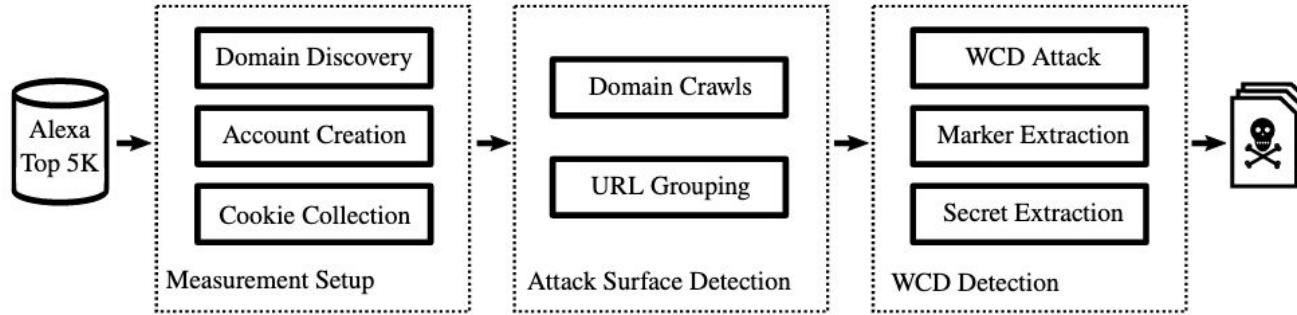 Alexa
Top 5K
Domain Discovery
Account Creation
Cookie Collection
Measurement Setup
Domain Crawls
URL Grouping
Attack Surface Detection
WCD Attack
Marker Extraction
Secret Extraction
WCD Detection